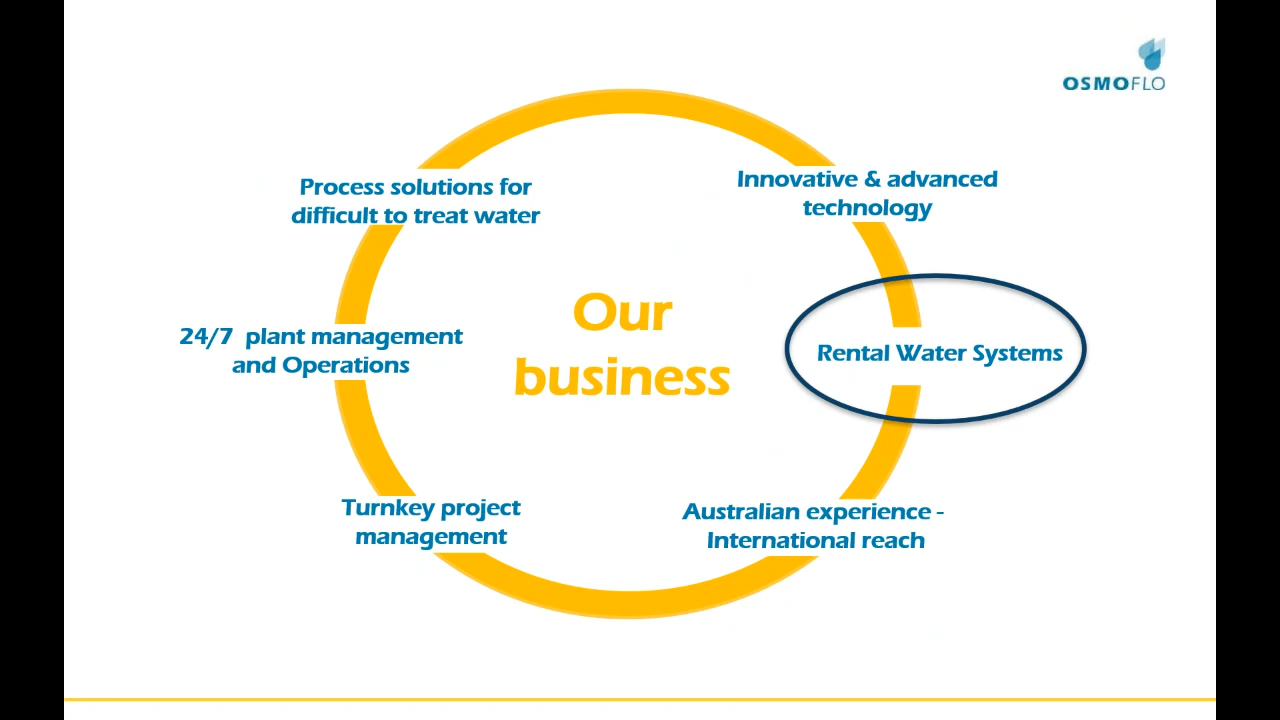 OSMOFLO
Process solutions for
difficult to treat water
Innovative & advanced
technology
Our
business
24/7  plant management
and Operations
Rental Water Systems
Turnkey project
management
Australian experience -
International reach